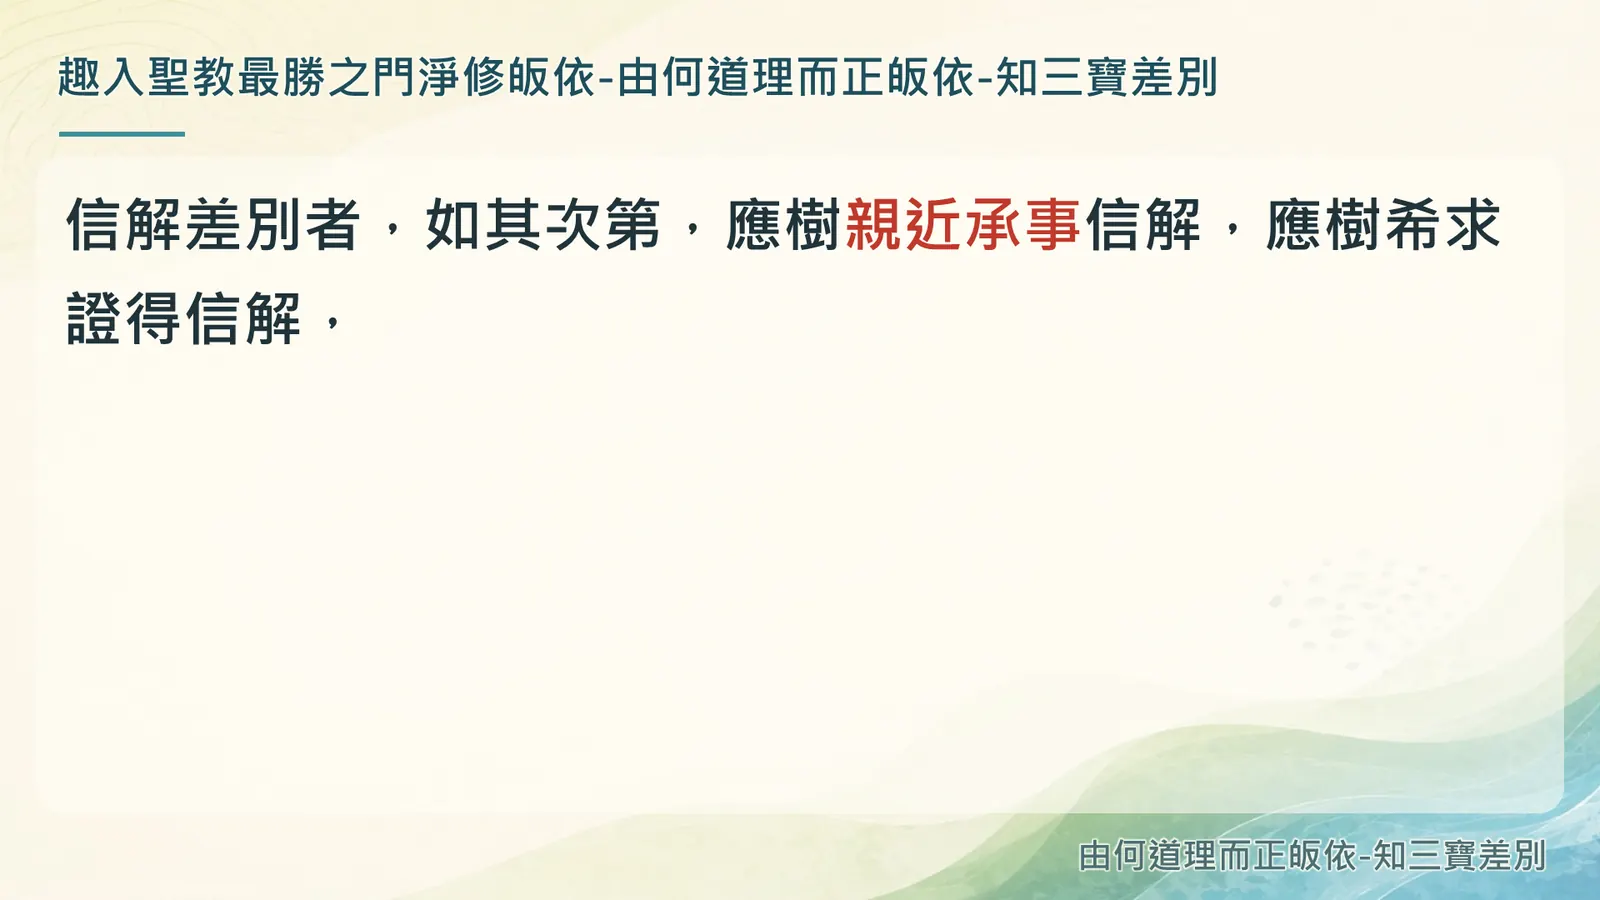 趣入聖教最勝之門淨修皈依-由何道理而正皈依-知三寶差別
信解差別者，如其次第，應樹親近承事信解，應樹希求
證得信解，
由何道理而正皈依-知三寶差別